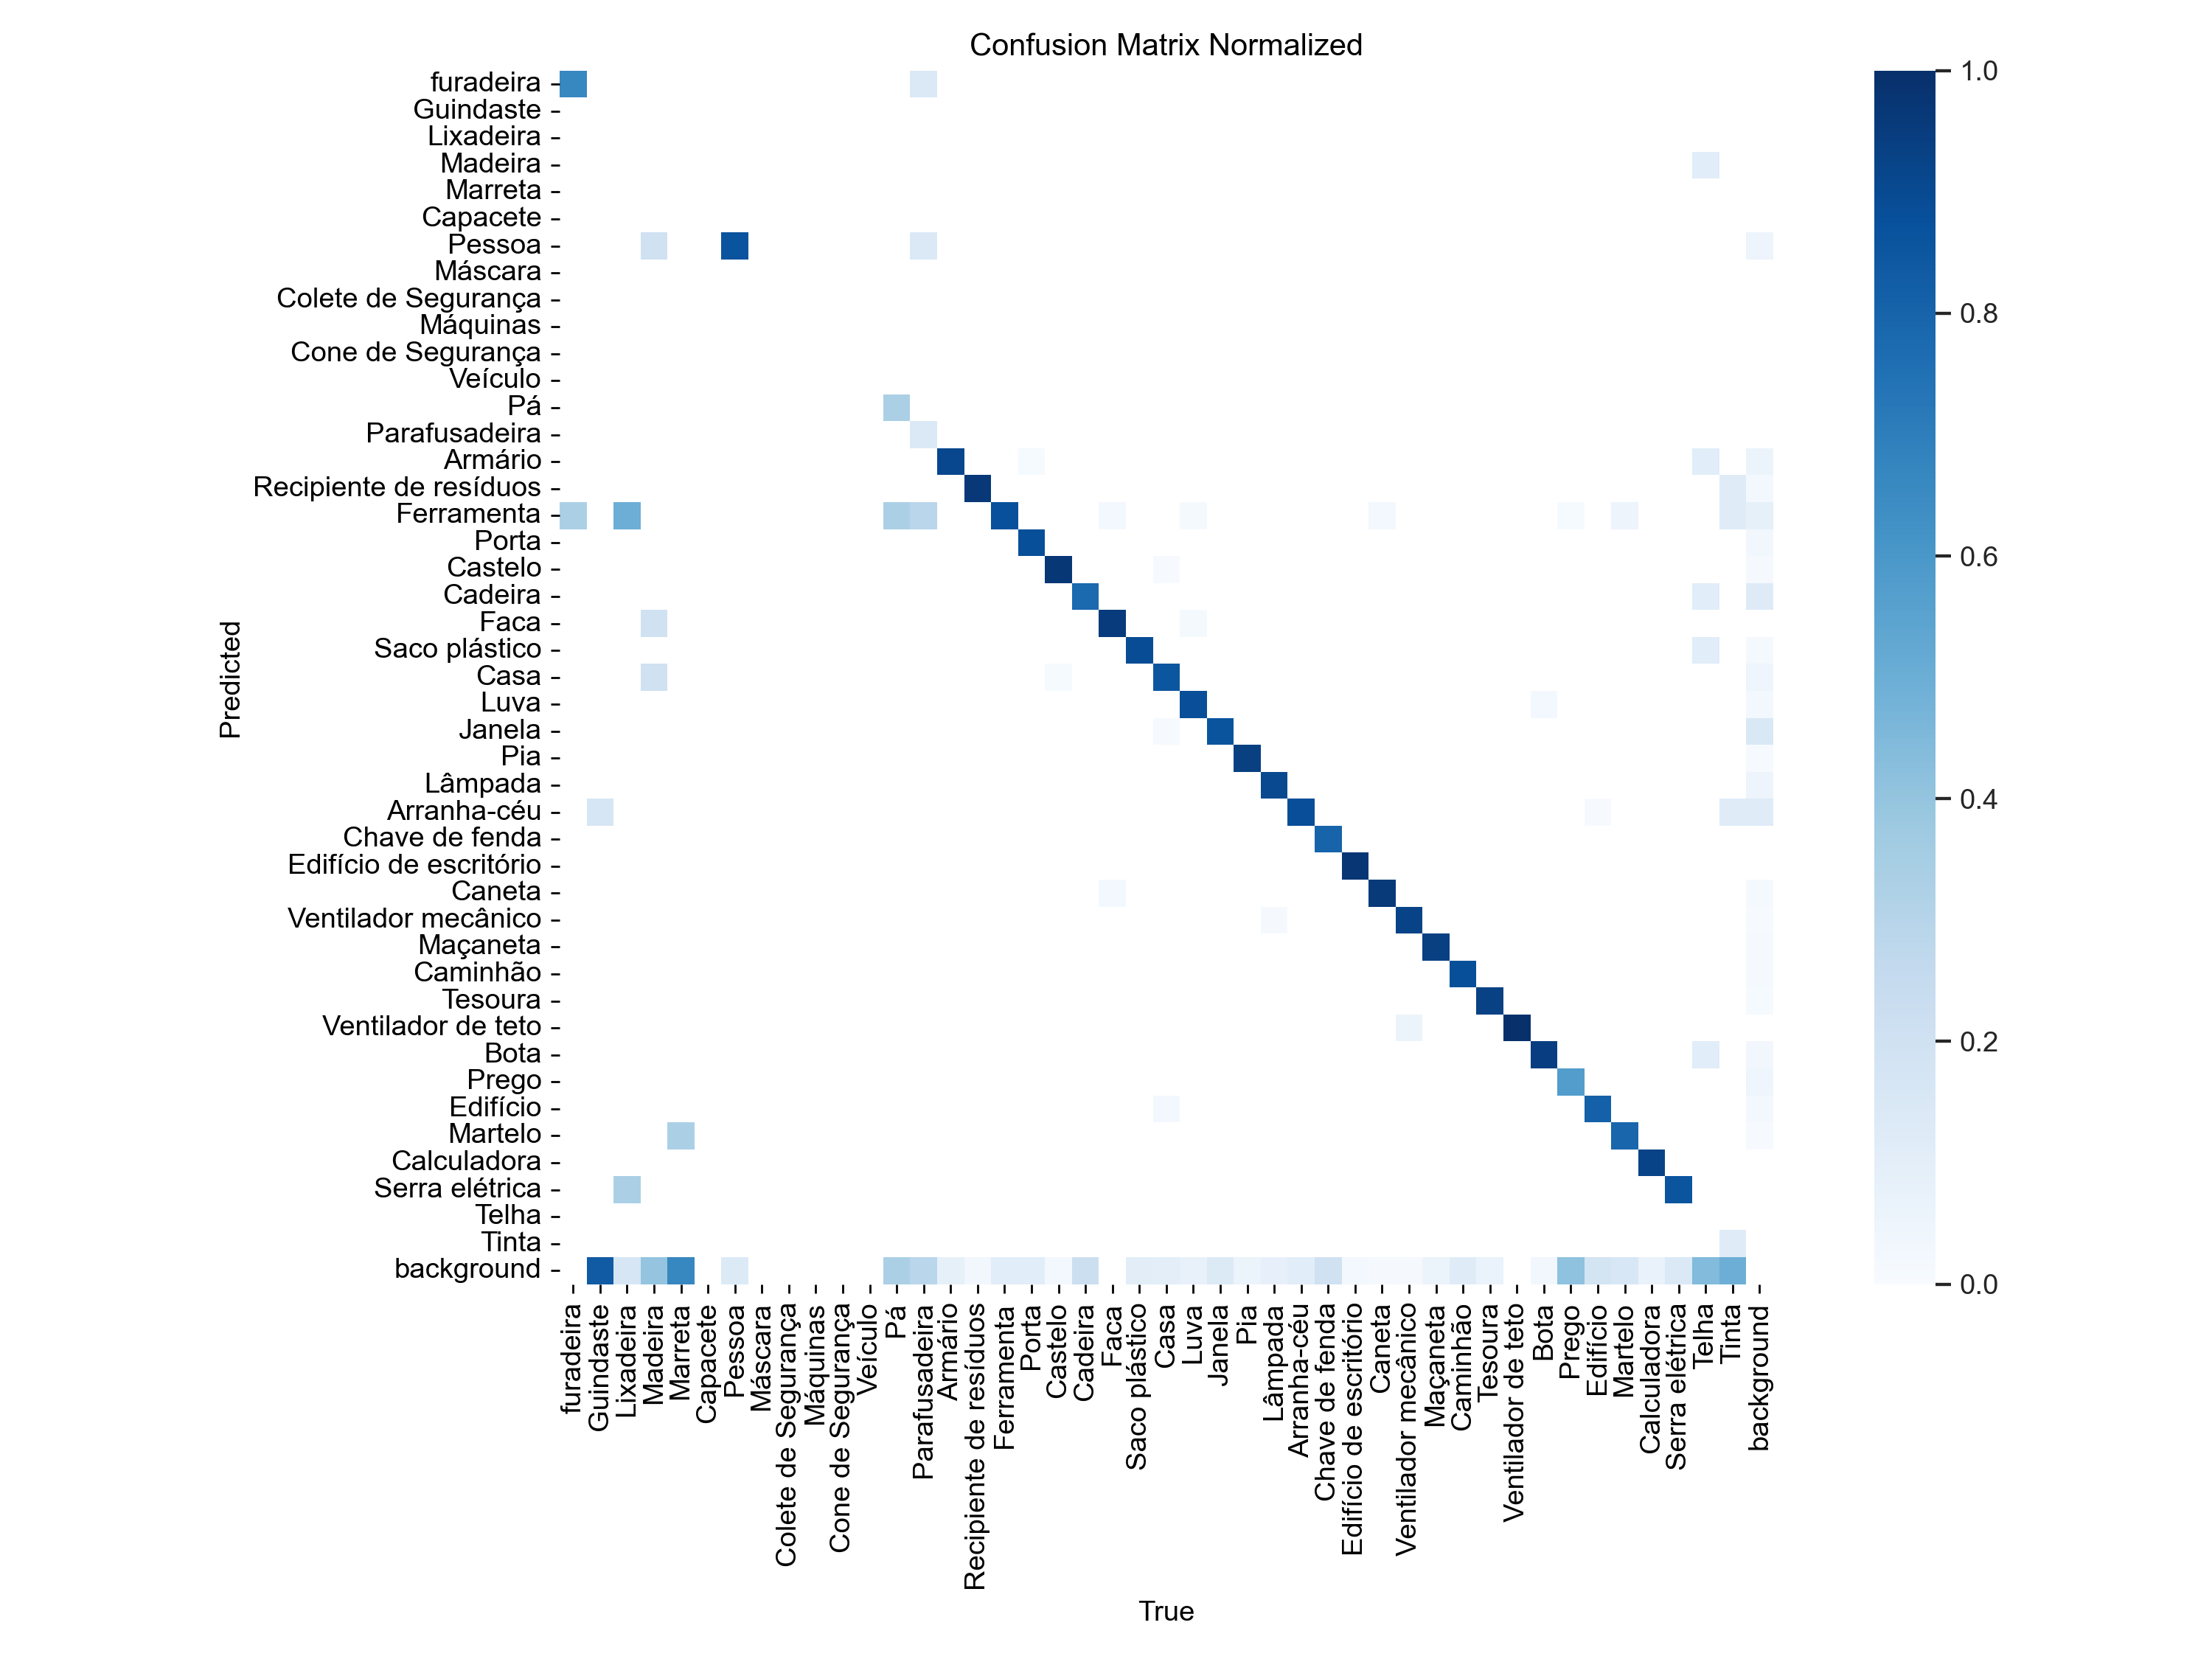 Confusion Matrix Normalized
furadeira
Guindaste
Lixadeira
Madeira
Marreta
Capacete
Pessoa
Máscara
Colete de Segurança
Máquinas
Cone de Segurança
Veículo
Pá
Parafusadeira
Armário
Recipiente de resíduos
Ferramenta
Porta
Castelo
Cadeira
Faca
Saco plástico
Casa
Luva
Janela
Pia
Lâmpada
Arranha-céu
Chave de fenda
Edifício de escritório
Caneta
Ventilador mecânico
Maçaneta
Caminhão
Tesoura
Ventilador de teto
Bota
Prego
Edifício
Martelo
Calculadora
Serra elétrica
Telha
Tinta
background
Predicted
furadeira
Guindaste
Lixadeira
Madeira
Marreta
Capacete
Pessoa
Máscara
Colete de Segurança
Máquinas
Cone de Segurança
Veículo
Pá
Parafusadeira
Armário
Recipiente de resíduos
Ferramenta
Porta
Castelo
Cadeira
Faca
Saco plástico
Casa
Luva
Janela
Pia
Lâmpada
Arranha-céu
Chave de fenda
Edifício de escritório
Caneta
Ventilador mecânico
Maçaneta
Caminhão
Tesoura
Ventilador de teto
Bota
Prego
Edifício
Martelo
Calculadora
Serra elétrica
Telha
Tinta
background
True
1.0
0.8
0.6
0.4
0.2
0.0